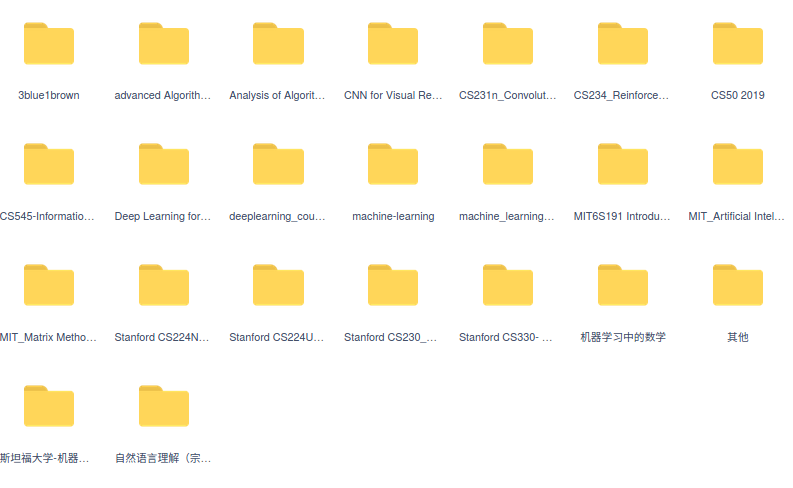 3blue1brown
advanced Algorith...
Analysis of Algorit...
CNN for Visual Re...
CS231n_Convolut...
CS234_Reinforce...
CS50 2019
CS545-Informatio...
Deep Learning for...
deeplearning_cou...
machine-learning
machine_learning...
MIT6S191 Introdu...
MIT_Artificial Intel...
MIT_Matrix Metho...
Stanford CS224N...
Stanford CS224U...
Stanford CS230_...
Stanford CS330- ...
机器学习中的数学
其他
斯坦福大学-机器...
自然语言理解（宗...